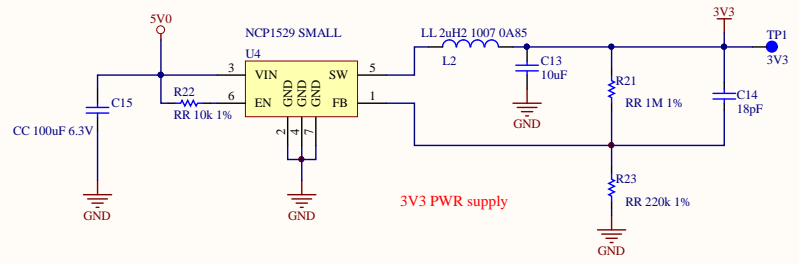 5V0
NCP1529 SMALL
U4
3 VIN SW 5
6 EN FB 1
GND GND GND
2 4 7
R22
RR 10k 1%
C15
CC 100uF 6.3V
GND
GND
LL 2uH2 1007 0A85
L2
C13
10uF
GND
R21
RR 1M 1%
3V3
TP1
3V3
C14
18pF
R23
RR 220k 1%
GND
3V3 PWR supply